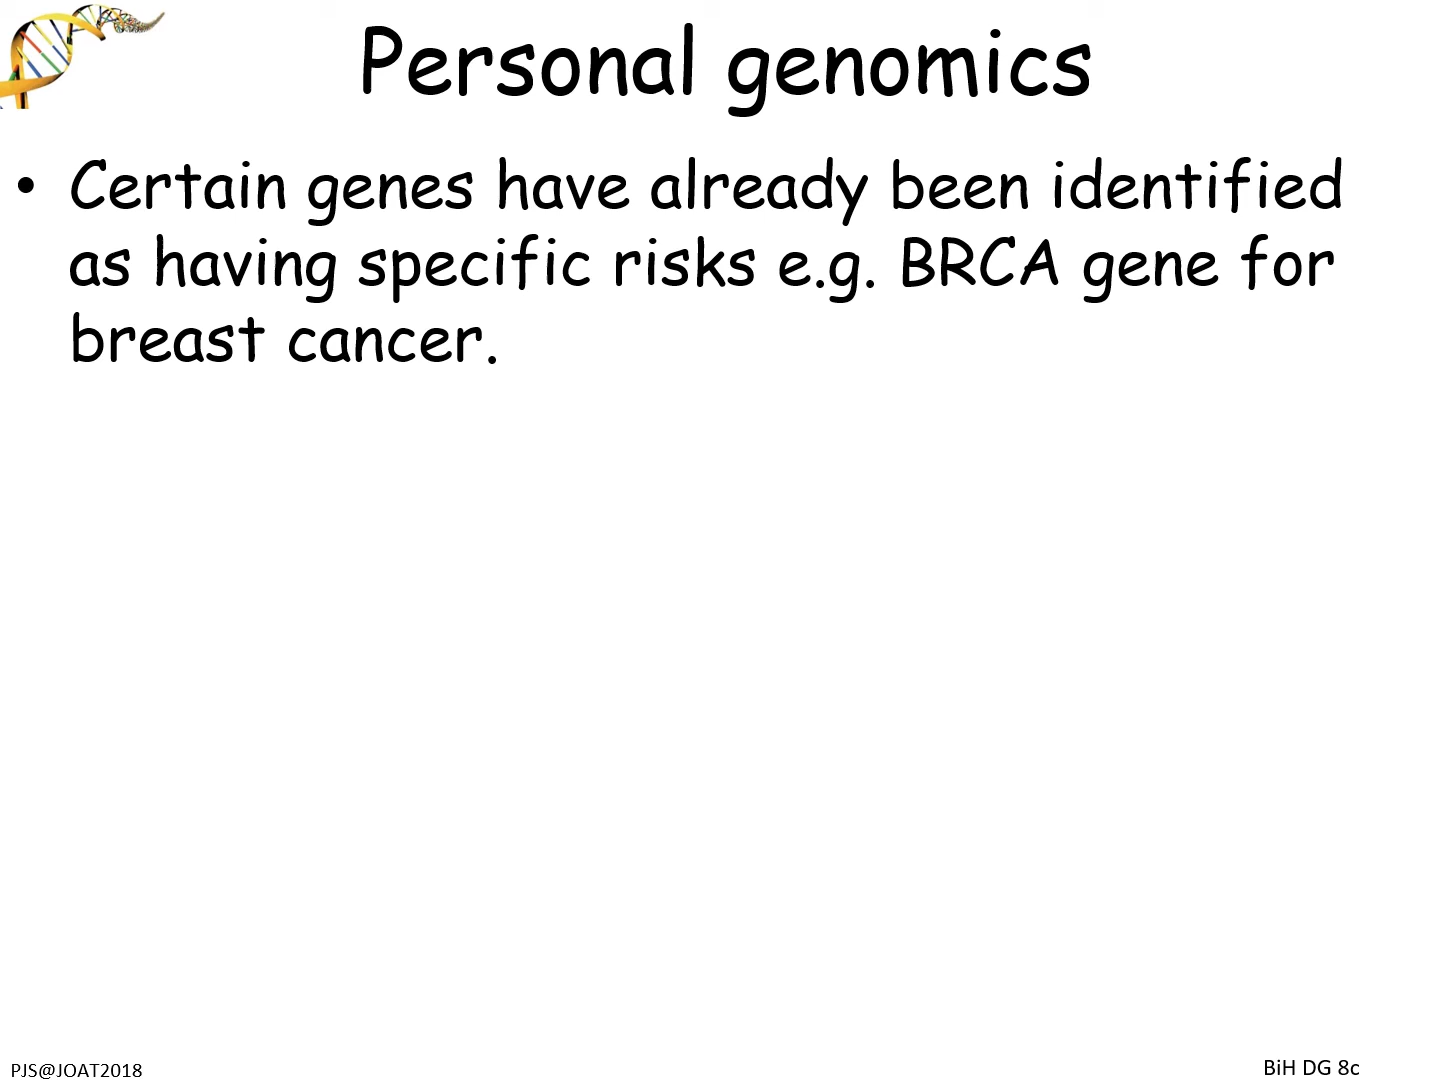 Personal genomics
• Certain genes have already been identified
as having specific risks e.g. BRCA gene for
breast cancer.
PJS@JOAT2018
BiH DG 8c